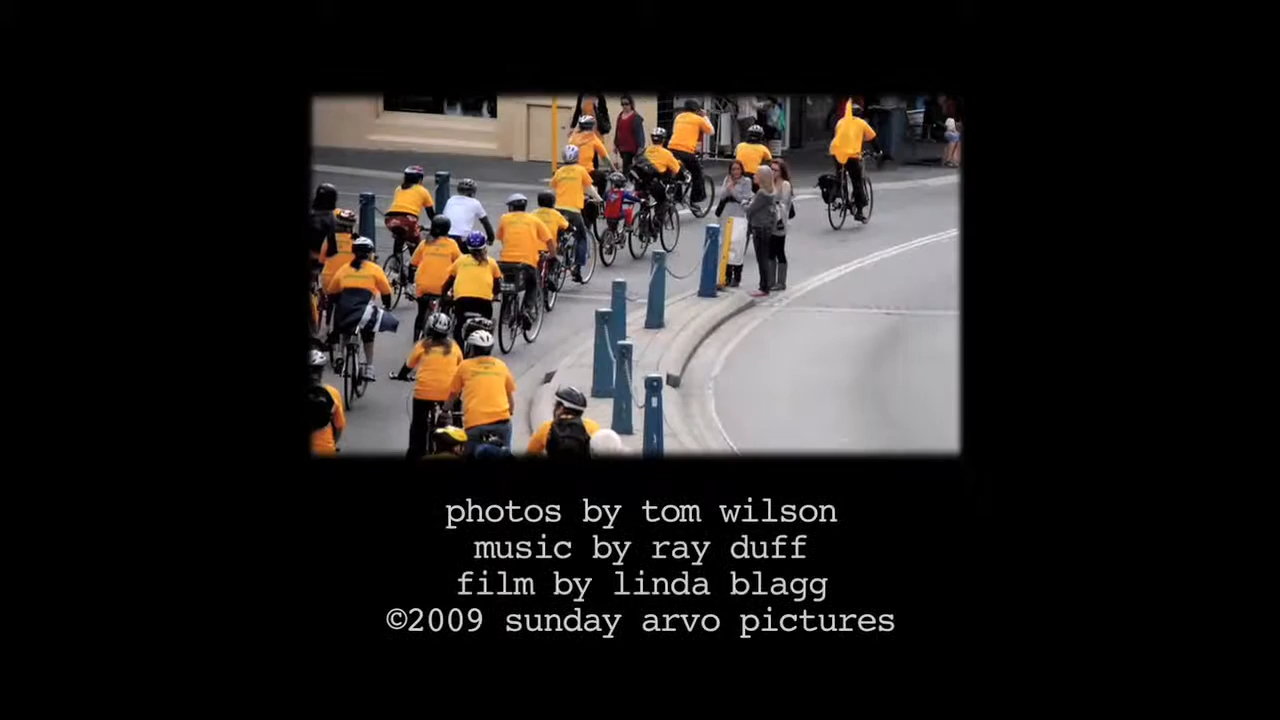 photos by tom wilson
music by ray duff
film by linda blagg
©2009 sunday arvo pictures